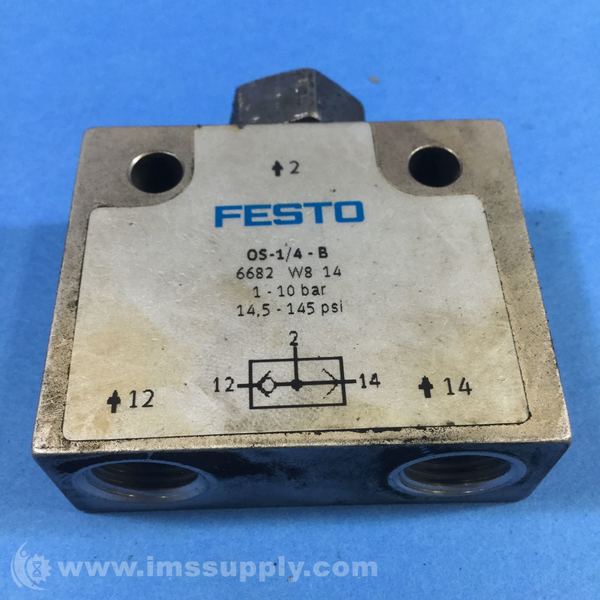 2
FESTO
OS-1/4 - B
6682 W8 14
1 - 10 bar
14,5 - 145 psi
2
12 14
12 14
www.imssupply.com